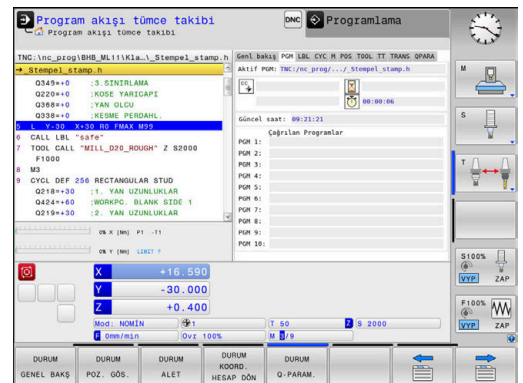 Program akışı tümce takibi
Program akışı tümce takibi
DNC
Programlama
TNC:\nc_prog\BHB_ML11\Kla…\_Stempel_stamp.h
→_Stempel_stamp.h
Q349=+0 ;3.SINIRLAMA
Q220=+0 ;KOSE YARICAPI
Q368=+0 ;YAN OLCU
Q338=+0 ;KESME PERDAHL.
5 L Y-30 X+30 R0 FMAX M99
6 CALL LBL "safe"
7 TOOL CALL "MILL_D20_ROUGH" Z S2000
F1000
8 M3
9 CYCL DEF 256 RECTANGULAR STUD
Q218=+30 ;1. YAN UZUNLUKLAR
Q424=+60 ;WORKPC. BLANK SIDE 1
Q219=+30 ;2. YAN UZUNLUKLAR
0% X [Nm] P1 -T1
0% Y [Nm] LIMIT 
Genl bakış PGM LBL CYC M POS TOOL TT TRANS QPARA
Aktif PGM: TNC:/nc_prog/.../_Stempel_stamp.h
00:00:06
Güncel saat: 09:21:21
Çağrılan Programlar
PGM 1:
PGM 2:
PGM 3:
PGM 4:
PGM 5:
PGM 6:
PGM 7:
PGM 8:
PGM 9:
PGM 10:
X +16.590
Y -30.000
Z +0.400
Mod: NOMİN 1 T 50 Z S 2000
F 0mm/min Ovr 100% M 5/9
M
S
T
S100%
VYP ZAP
F100%
VYP ZAP
DURUM GENEL BAKŞ
DURUM POZ. GÖS.
DURUM ALET
DURUM KOORD. HESAP DÖN
DURUM Q-PARAM.